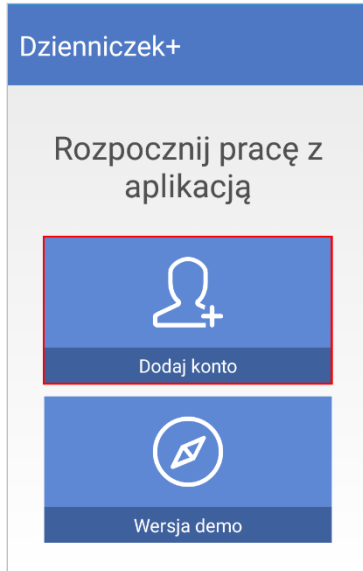 Dzienniczek+
Rozpocznij pracę z
aplikacją
Dodaj konto
Wersja demo